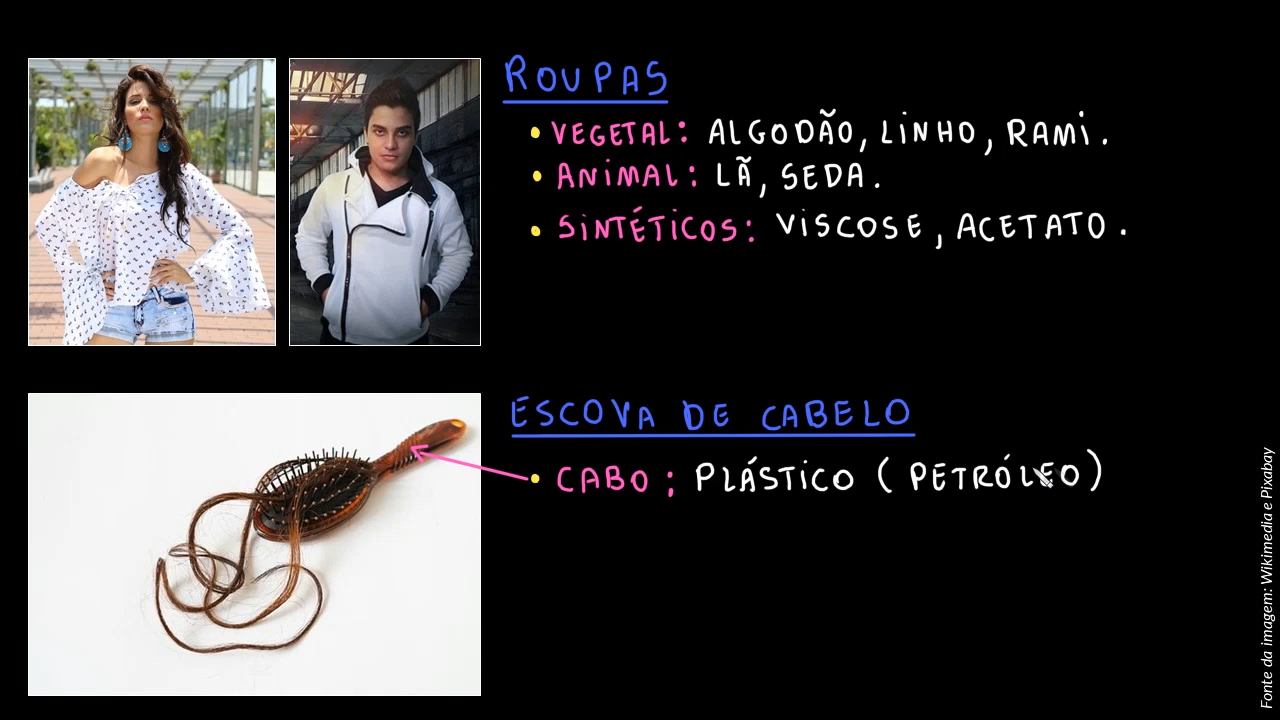 ROUPAS
• VEGETAL: ALGODÃO, LINHO, RAMI.
• ANIMAL: LÃ, SEDA.
• SINTÉTICOS: VISCOSE, ACETATO.
ESCOVA DE CABELO
• CABO: PLÁSTICO (PETRÓLEO)
Fonte da imagem: Wikimedia e Pixabay